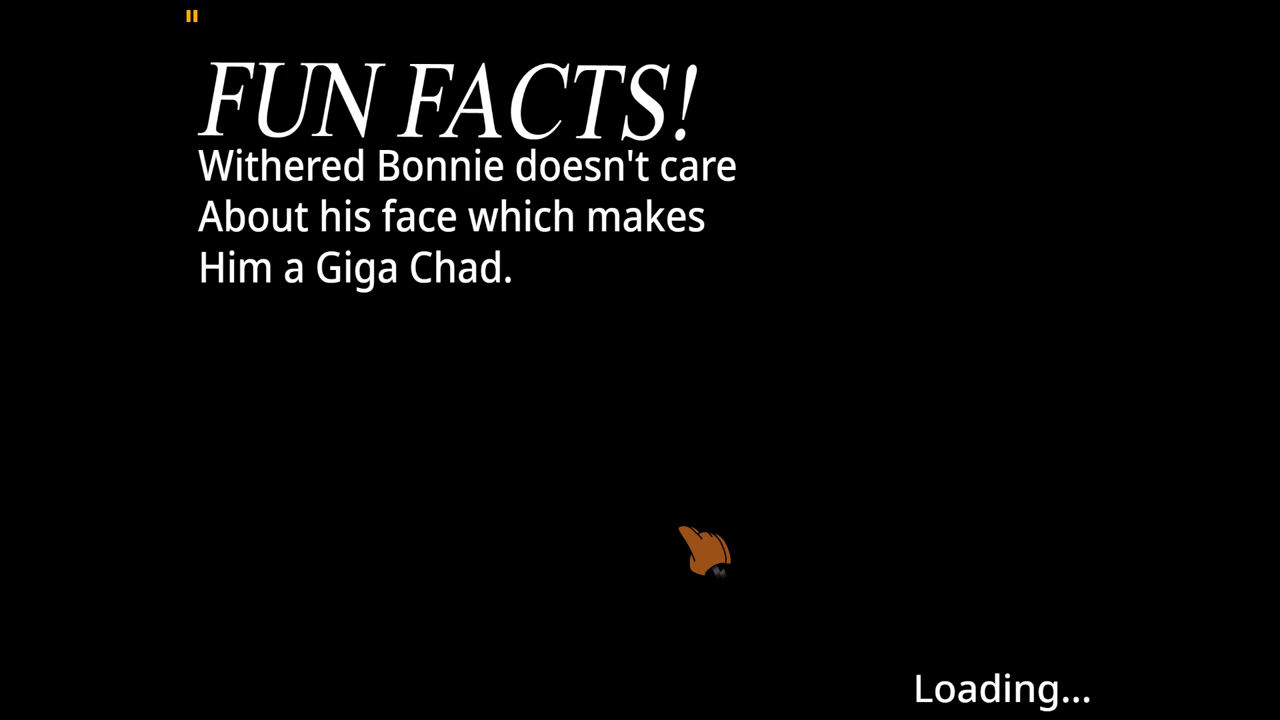 "
FUN FACTS!
Withered Bonnie doesn't care
About his face which makes
Him a Giga Chad.
Loading...